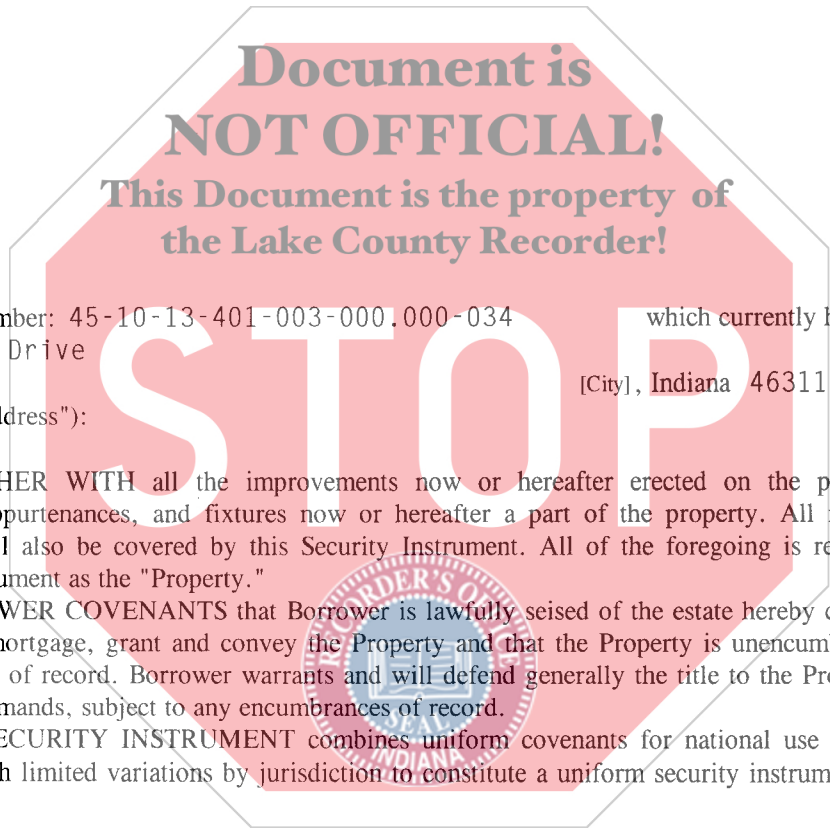 Document is
NOT OFFICIAL!
This Document is the property of
the Lake County Recorder!
mber: 45-10-13-401-003-000.000-034 which currently h
Drive
[City], Indiana 46311
ddress"):
STOP
HER WITH all the improvements now or hereafter erected on the p
ppurtenances, and fixtures now or hereafter a part of the property. All
l also be covered by this Security Instrument. All of the foregoing is re
ument as the "Property."
WER COVENANTS that Borrower is lawfully seised of the estate hereby c
mortgage, grant and convey the Property and that the Property is unencum
of record. Borrower warrants and will defend generally the title to the Pro
mands, subject to any encumbrances of record.
ECURITY INSTRUMENT combines uniform covenants for national use
h limited variations by jurisdiction to constitute a uniform security instrum
RECORDER'S OFFICE
SEAL
INDIANA